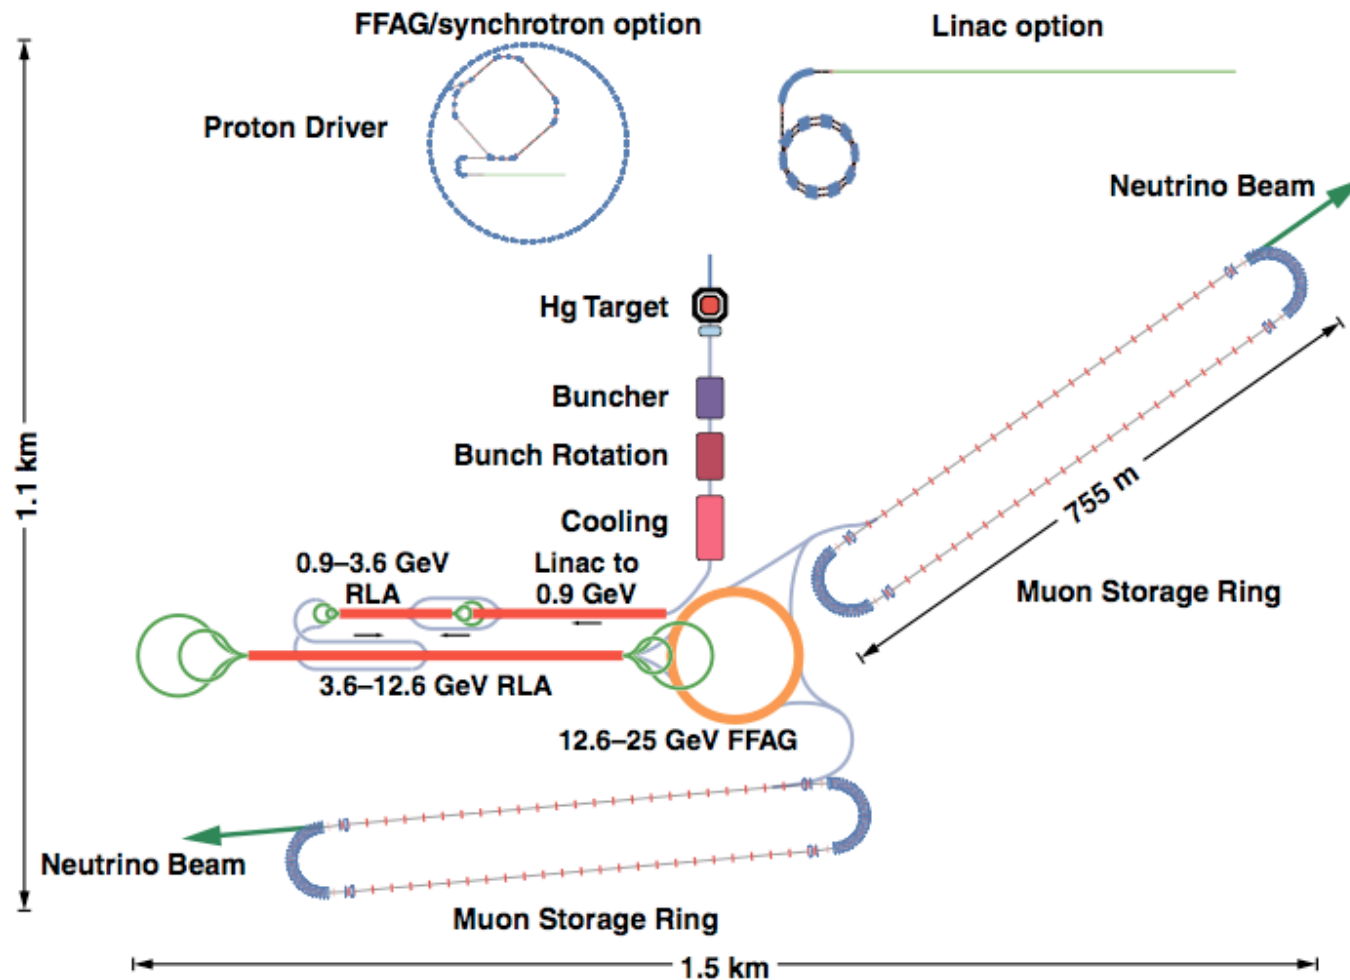 FFAG/synchrotron option
Linac option
Proton Driver
Neutrino Beam
Hg Target
Buncher
Bunch Rotation
1.1 km
755 m
Cooling
0.9–3.6 GeV
RLA
Linac to
0.9 GeV
Muon Storage Ring
3.6–12.6 GeV RLA
12.6–25 GeV FFAG
Neutrino Beam
Muon Storage Ring
1.5 km